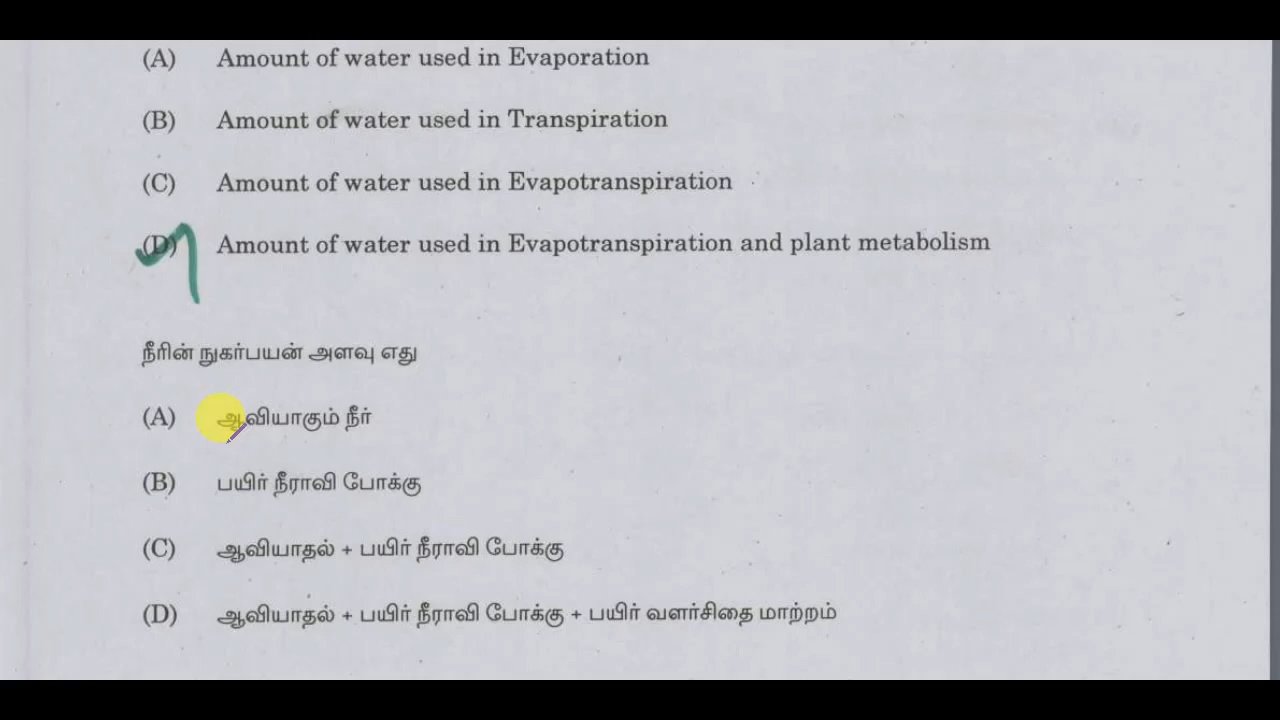 (A) Amount of water used in Evaporation
(B) Amount of water used in Transpiration
(C) Amount of water used in Evapotranspiration
(D) Amount of water used in Evapotranspiration and plant metabolism
நீரின் நுகர்பயன் அளவு எது
(A) ஆவியாகும் நீர்
(B) பயிர் நீராவி போக்கு
(C) ஆவியாதல் + பயிர் நீராவி போக்கு
(D) ஆவியாதல் + பயிர் நீராவி போக்கு + பயிர் வளர்சிதை மாற்றம்